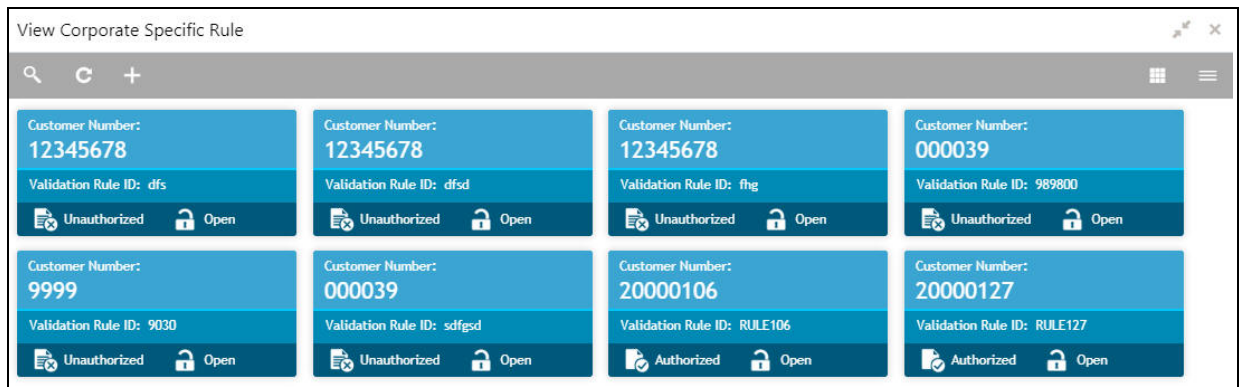 View Corporate Specific Rule
Customer Number:
12345678
Validation Rule ID: dfs
Unauthorized Open
Customer Number:
12345678
Validation Rule ID: dfsd
Unauthorized Open
Customer Number:
12345678
Validation Rule ID: fhg
Unauthorized Open
Customer Number:
000039
Validation Rule ID: 989800
Unauthorized Open
Customer Number:
9999
Validation Rule ID: 9030
Unauthorized Open
Customer Number:
000039
Validation Rule ID: sdfgsd
Unauthorized Open
Customer Number:
20000106
Validation Rule ID: RULE106
Authorized Open
Customer Number:
20000127
Validation Rule ID: RULE127
Authorized Open